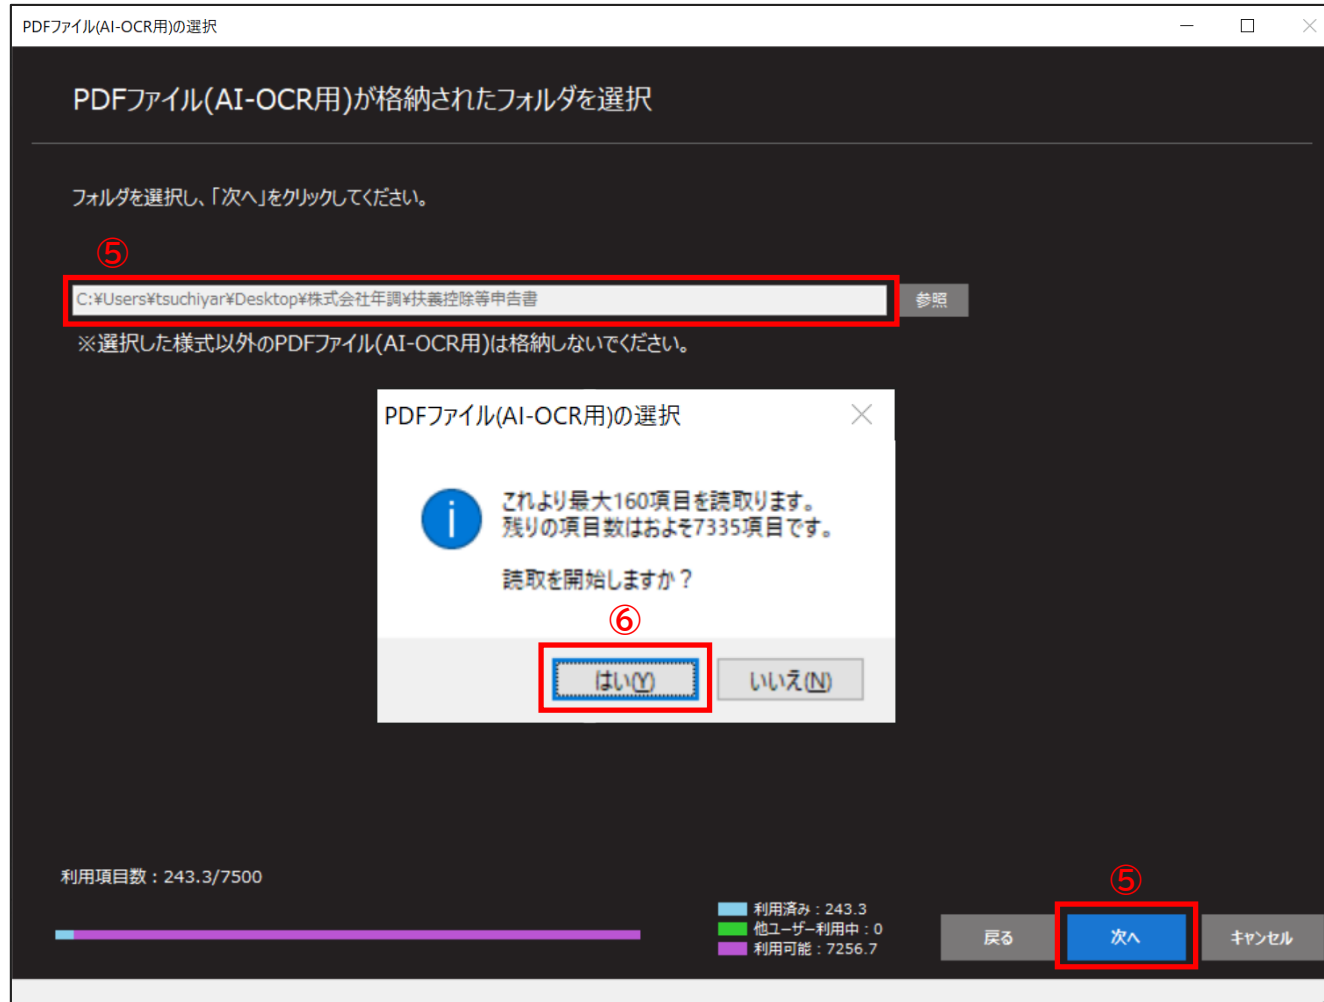 PDFファイル(AI-OCR用)の選択
PDFファイル(AI-OCR用)が格納されたフォルダを選択
フォルダを選択し、「次へ」をクリックしてください。
⑤
C:¥Users¥tsuchiyar¥Desktop¥株式会社年調¥扶養控除等申告書
参照
※選択した様式以外のPDFファイル(AI-OCR用)は格納しないでください。
PDFファイル(AI-OCR用)の選択
これより最大160項目を読取ります。
残りの項目数はおよそ7335項目です。
読取を開始しますか？
⑥
はい(Y)
いいえ(N)
利用項目数：243.3/7500
利用済み：243.3
他ユーザー利用中：0
利用可能：7256.7
⑤
戻る
次へ
キャンセル